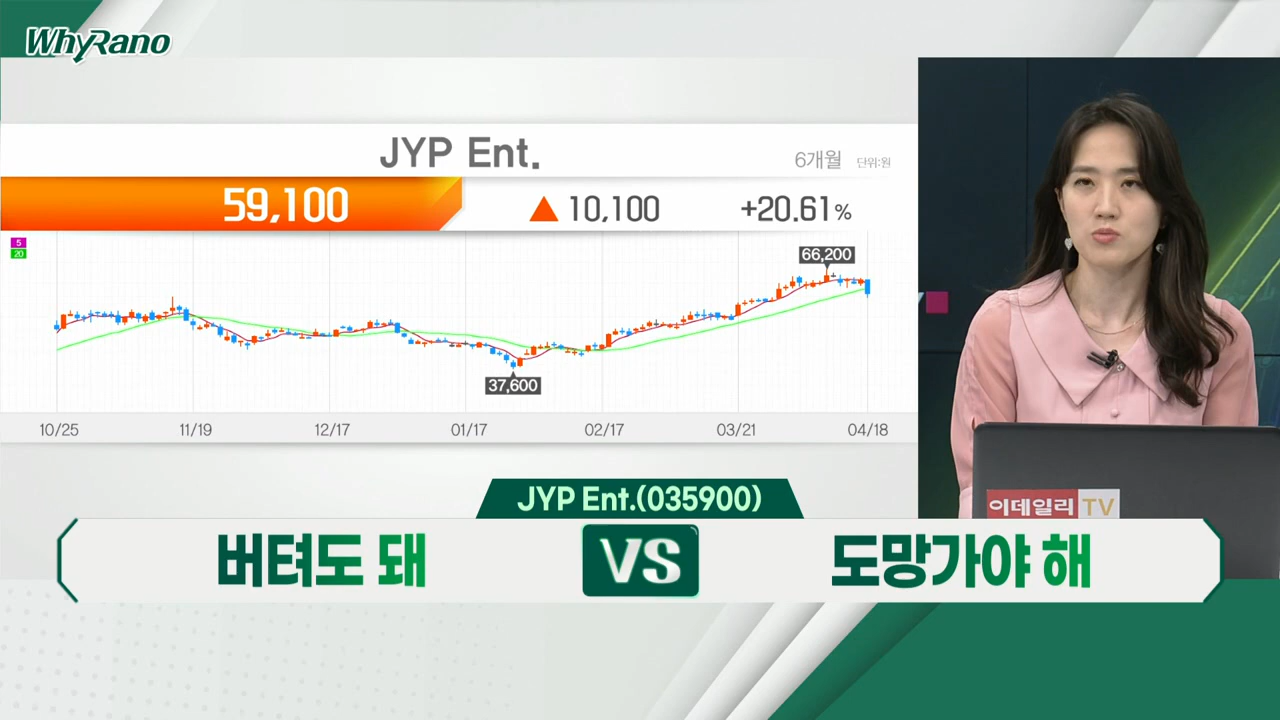 WhyRano
JYP Ent.
6개월 단위:원
59,100 ▲ 10,100 +20.61%
5
20
66,200
37,600
10/25 11/19 12/17 01/17 02/17 03/21 04/18
이데일리 TV
JYP Ent.(035900)
버텨도 돼 VS 도망가야 해